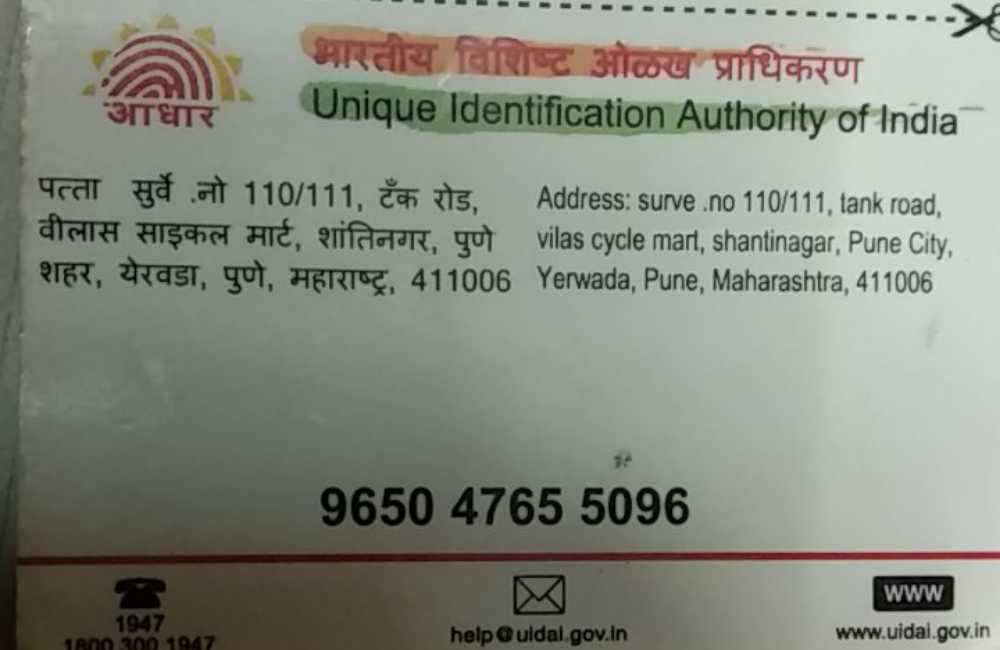 आधार
भारतीय विशिष्ट ओळख प्राधिकरण
Unique Identification Authority of India
पत्ता सुर्वे .नो 110/111, टँक रोड,
वीलास साइकल मार्ट, शांतिनगर, पुणे
शहर, येरवडा, पुणे, महाराष्ट्र, 411006
Address: surve .no 110/111, tank road,
vilas cycle mart, shantinagar, Pune City,
Yerwada, Pune, Maharashtra, 411006
9650 4765 5096
1947
1800 300 1947
help@uidai.gov.in
www
www.uidai.gov.in